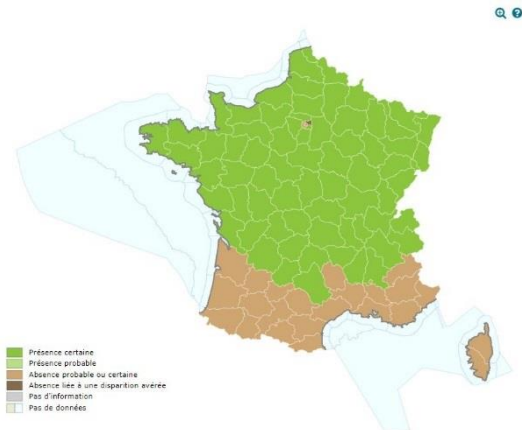 Présence certaine
Présence probable
Absence probable ou certaine
Absence liée à une disparition avérée
Pas d'information
Pas de données